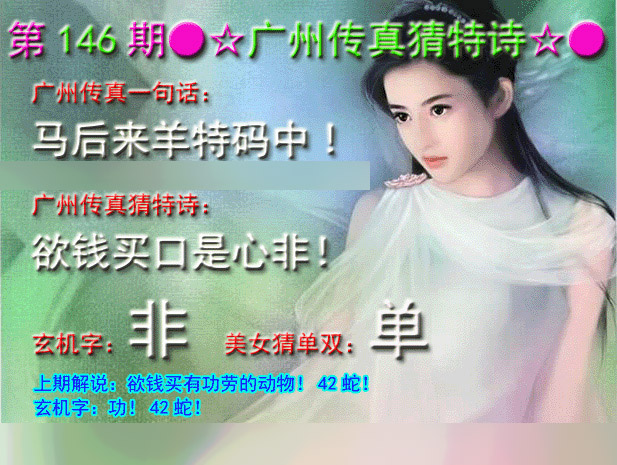 第 146 期●☆广州传真猜特诗☆●
广州传真一句话：
马后来羊特码中！
广州传真猜特诗：
欲钱买口是心非！
玄机字：非 美女猜单双：单
上期解说：欲钱买有功劳的动物！ 42 蛇！
玄机字：功！ 42 蛇！